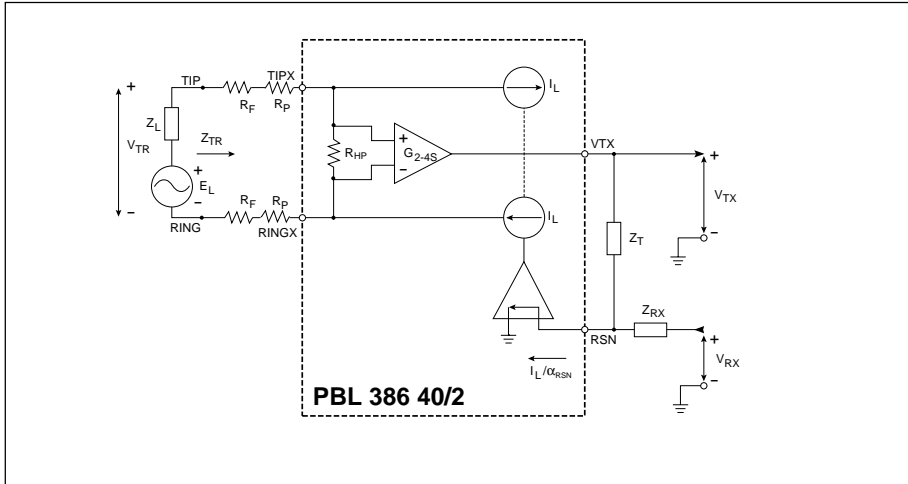 TIP
TIPX
R_F
R_P
I_L
+
Z_L
Z_TR
V_TR
R_HP
+
G_2-4S
−
VTX
+
V_TX
−
+
E_L
−
−
RING
R_F
R_P
RINGX
I_L
Z_T
Z_RX
RSN
+
V_RX
−
I_L/α_RSN
PBL 386 40/2